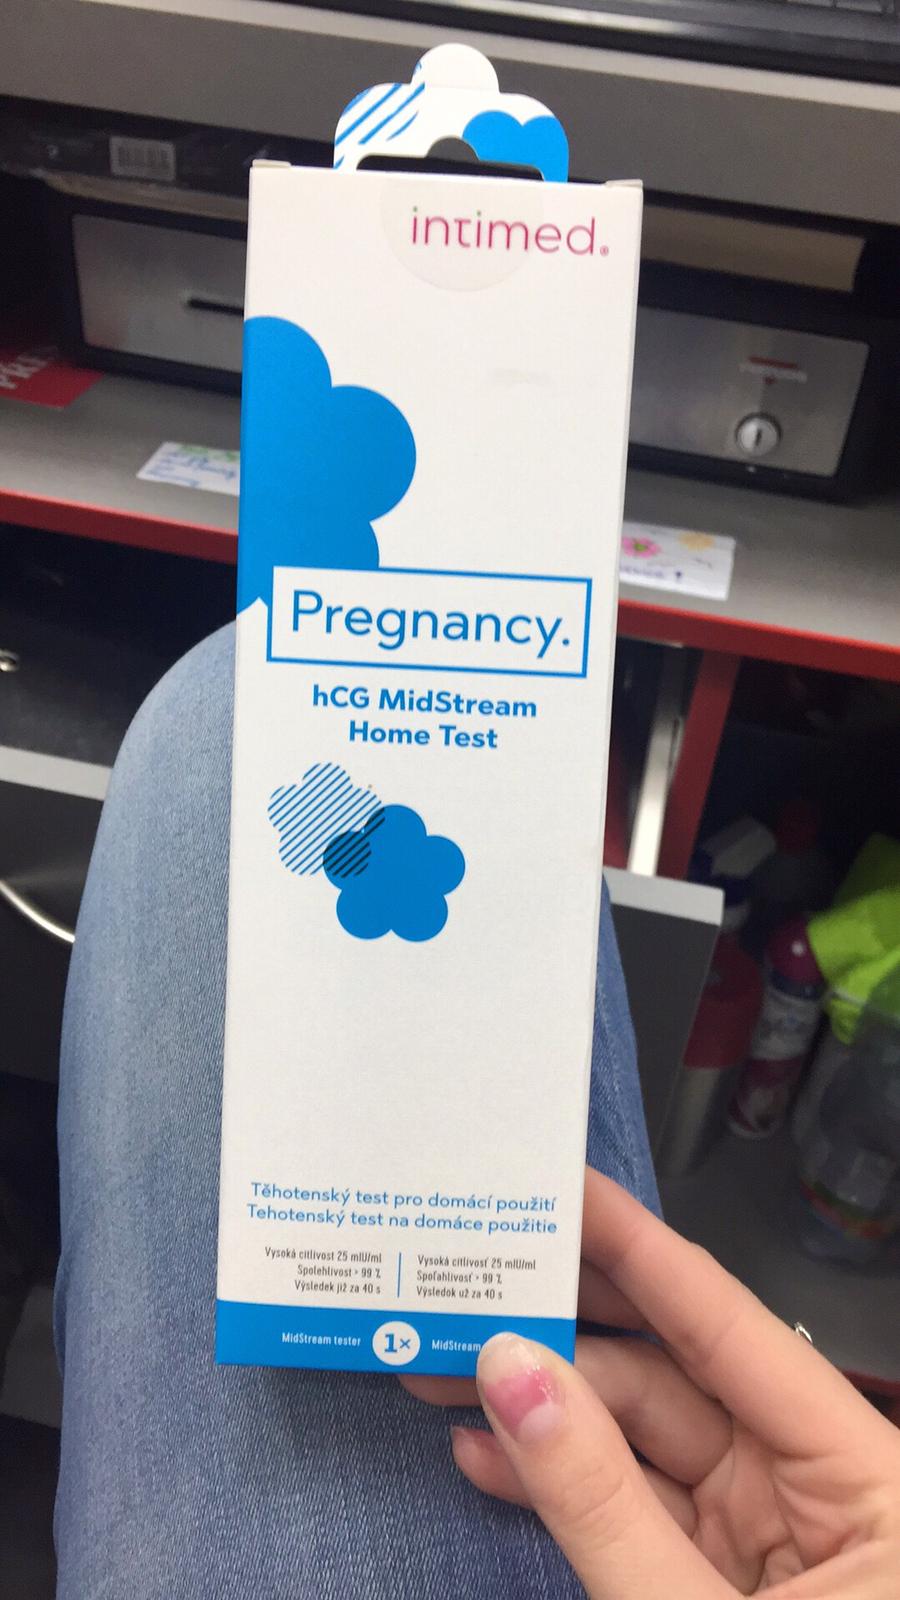 intimed.®
Pregnancy.
hCG MidStream
Home Test
Těhotenský test pro domácí použití
Tehotenský test na domáce použitie
Vysoká citlivost 25 mIU/ml
Spolehlivost > 99 %
Výsledek již za 40 s
Vysoká citlivosť 25 mIU/ml
Spoľahlivosť > 99 %
Výsledok už za 40 s
MidStream tester
1×
MidStream